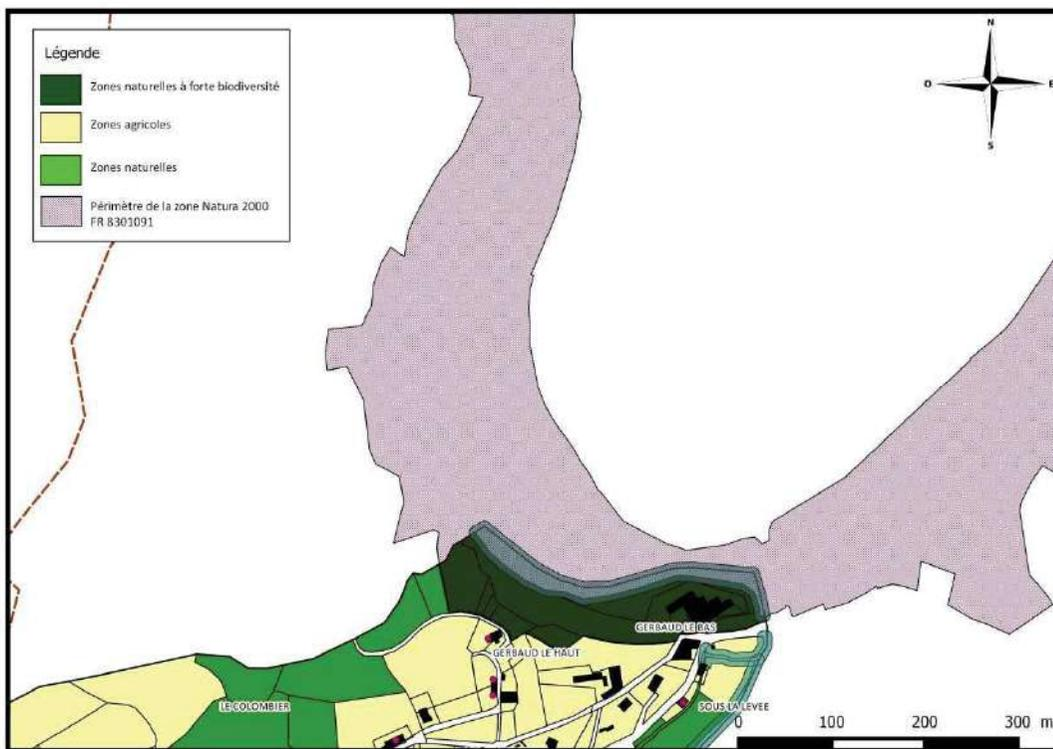 Légende
Zones naturelles à forte biodiversité
Zones agricoles
Zones naturelles
Périmètre de la zone Natura 2000
FR 8301091
N
O
E
S
GERBAUD LE BAS
GERBAUD LE HAUT
LE COLOMBIER
SOUS LA LEVEE
0 100 200 300 m